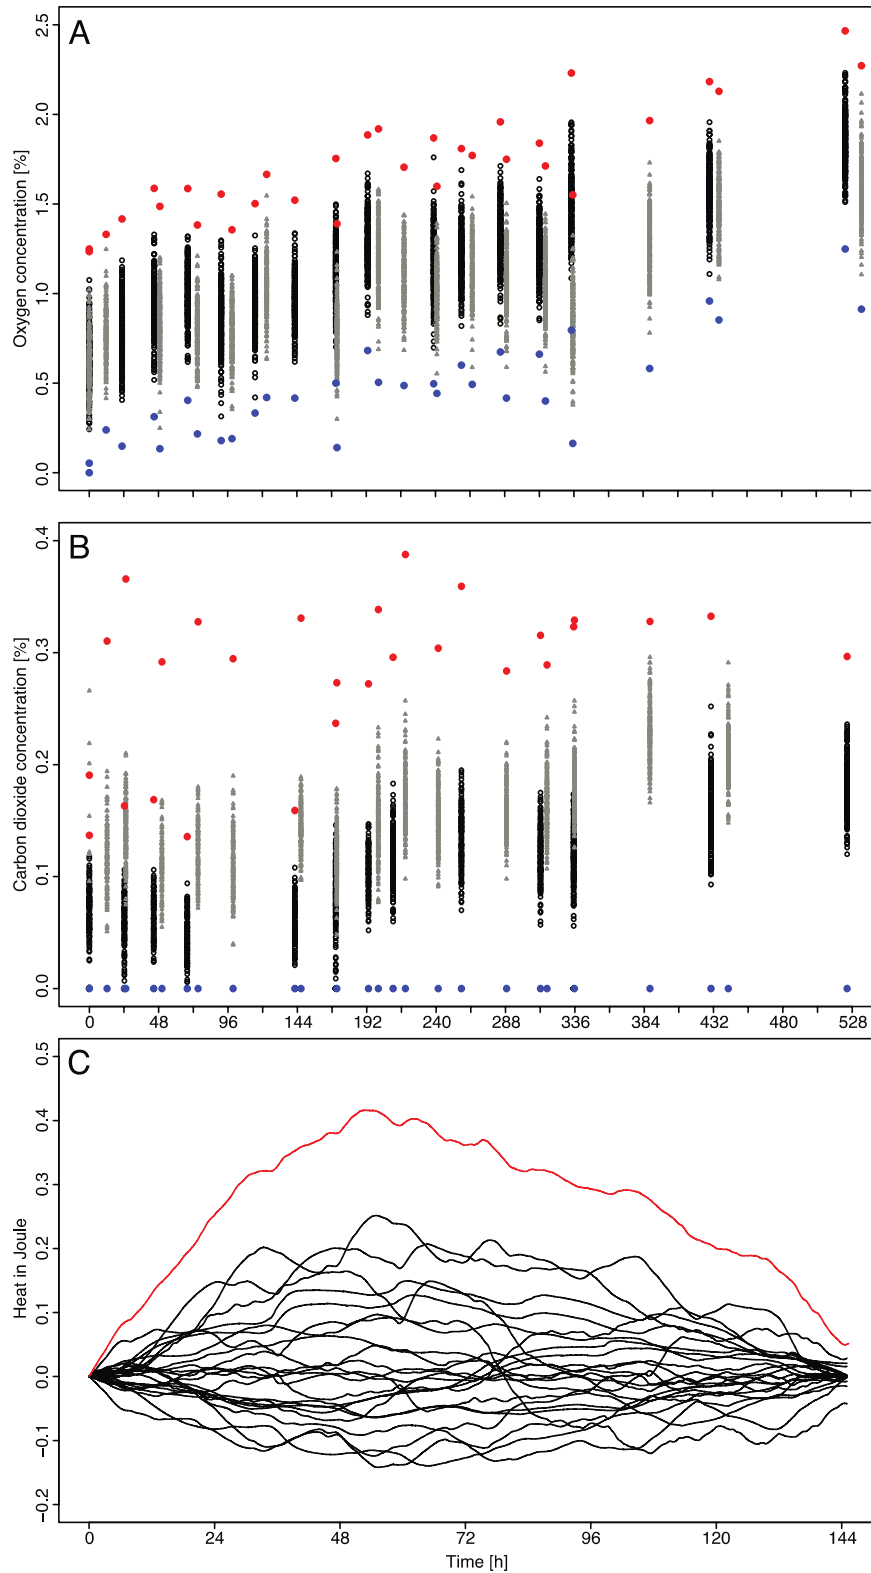 A
Oxygen concentration [%]
2.5
2.0
1.5
1.0
0.5
0.0
B
Carbon dioxide concentration [%]
0.4
0.3
0.2
0.1
0.0
0 48 96 144 192 240 288 336 384 432 480 528
C
Heat in Joule
0.5
0.4
0.3
0.2
0.1
0.0
−0.1
−0.2
0 24 48 72 96 120 144
Time [h]